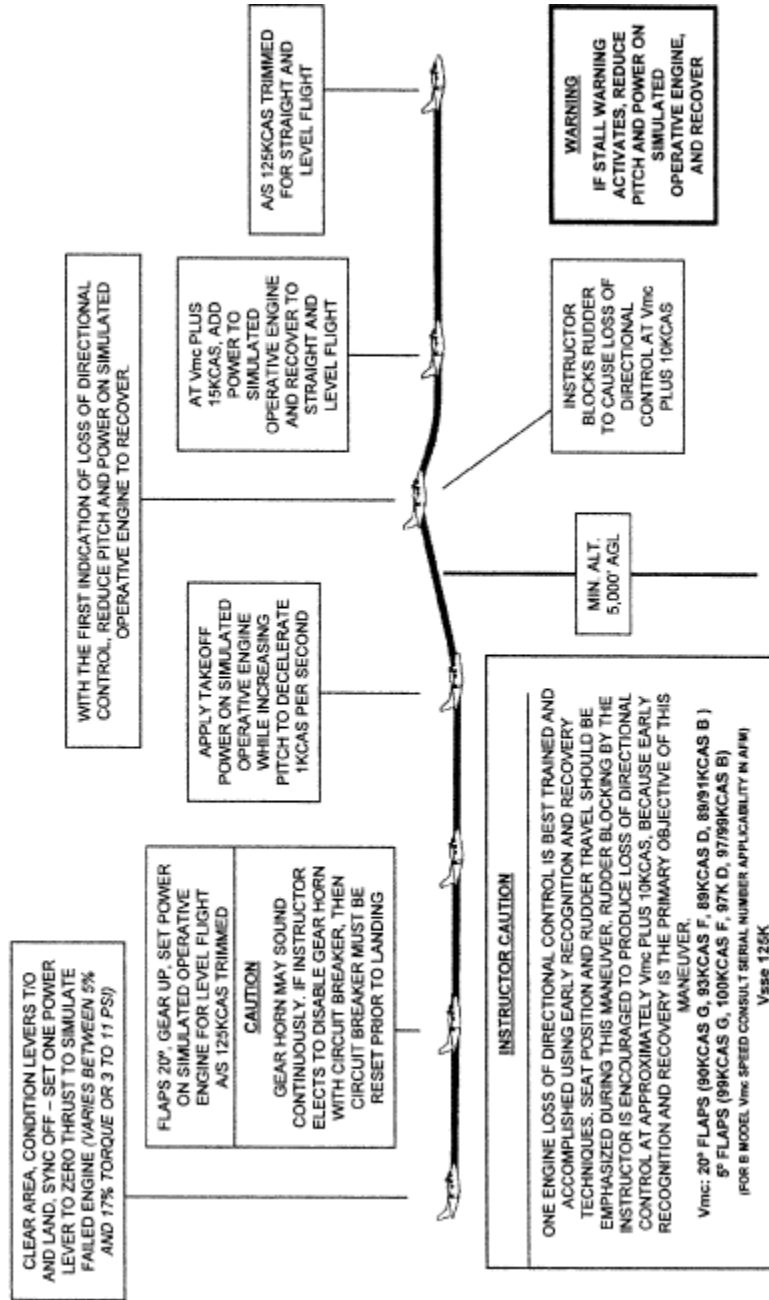 CLEAR AREA, CONDITION LEVERS T/O
AND LAND, SYNC OFF – SET ONE POWER
LEVER TO ZERO THRUST TO SIMULATE
FAILED ENGINE (VARIES BETWEEN 5%
AND 17% TORQUE OR 3 TO 11 PSI)
FLAPS 20°, GEAR UP, SET POWER
ON SIMULATED OPERATIVE
ENGINE FOR LEVEL FLIGHT
A/S 125KCAS TRIMMED
CAUTION
GEAR HORN MAY SOUND
CONTINUOUSLY. IF INSTRUCTOR
ELECTS TO DISABLE GEAR HORN
WITH CIRCUIT BREAKER, THEN
CIRCUIT BREAKER MUST BE
RESET PRIOR TO LANDING
APPLY TAKEOFF
POWER ON SIMULATED
OPERATIVE ENGINE
WHILE INCREASING
PITCH TO DECELERATE
1KCAS PER SECOND
WITH THE FIRST INDICATION OF LOSS OF DIRECTIONAL
CONTROL, REDUCE PITCH AND POWER ON SIMULATED
OPERATIVE ENGINE TO RECOVER.
AT Vmc PLUS
15KCAS, ADD
POWER TO
SIMULATED
OPERATIVE ENGINE
AND RECOVER TO
STRAIGHT AND
LEVEL FLIGHT
A/S 125KCAS TRIMMED
FOR STRAIGHT AND
LEVEL FLIGHT
INSTRUCTOR CAUTION
ONE ENGINE LOSS OF DIRECTIONAL CONTROL IS BEST TRAINED AND
ACCOMPLISHED USING EARLY RECOGNITION AND RECOVERY
TECHNIQUES. SEAT POSITION AND RUDDER TRAVEL SHOULD BE
EMPHASIZED DURING THIS MANEUVER. RUDDER BLOCKING BY THE
INSTRUCTOR IS ENCOURAGED TO PRODUCE LOSS OF DIRECTIONAL
CONTROL AT APPROXIMATELY Vmc PLUS 10KCAS, BECAUSE EARLY
RECOGNITION AND RECOVERY IS THE PRIMARY OBJECTIVE OF THIS
MANEUVER.
Vmc: 20° FLAPS (90KCAS G, 93KCAS F, 89KCAS D, 89/91KCAS B )
5° FLAPS (99KCAS G, 100KCAS F, 97K D, 97/99KCAS B)
(FOR B MODEL Vmc SPEED CONSULT SERIAL NUMBER APPLICABILITY IN AFM)
Vsse 125K
MIN. ALT.
5,000' AGL
INSTRUCTOR
BLOCKS RUDDER
TO CAUSE LOSS OF
DIRECTIONAL
CONTROL AT Vmc
PLUS 10KCAS
WARNING
IF STALL WARNING
ACTIVATES, REDUCE
PITCH AND POWER ON
SIMULATED
OPERATIVE ENGINE,
AND RECOVER